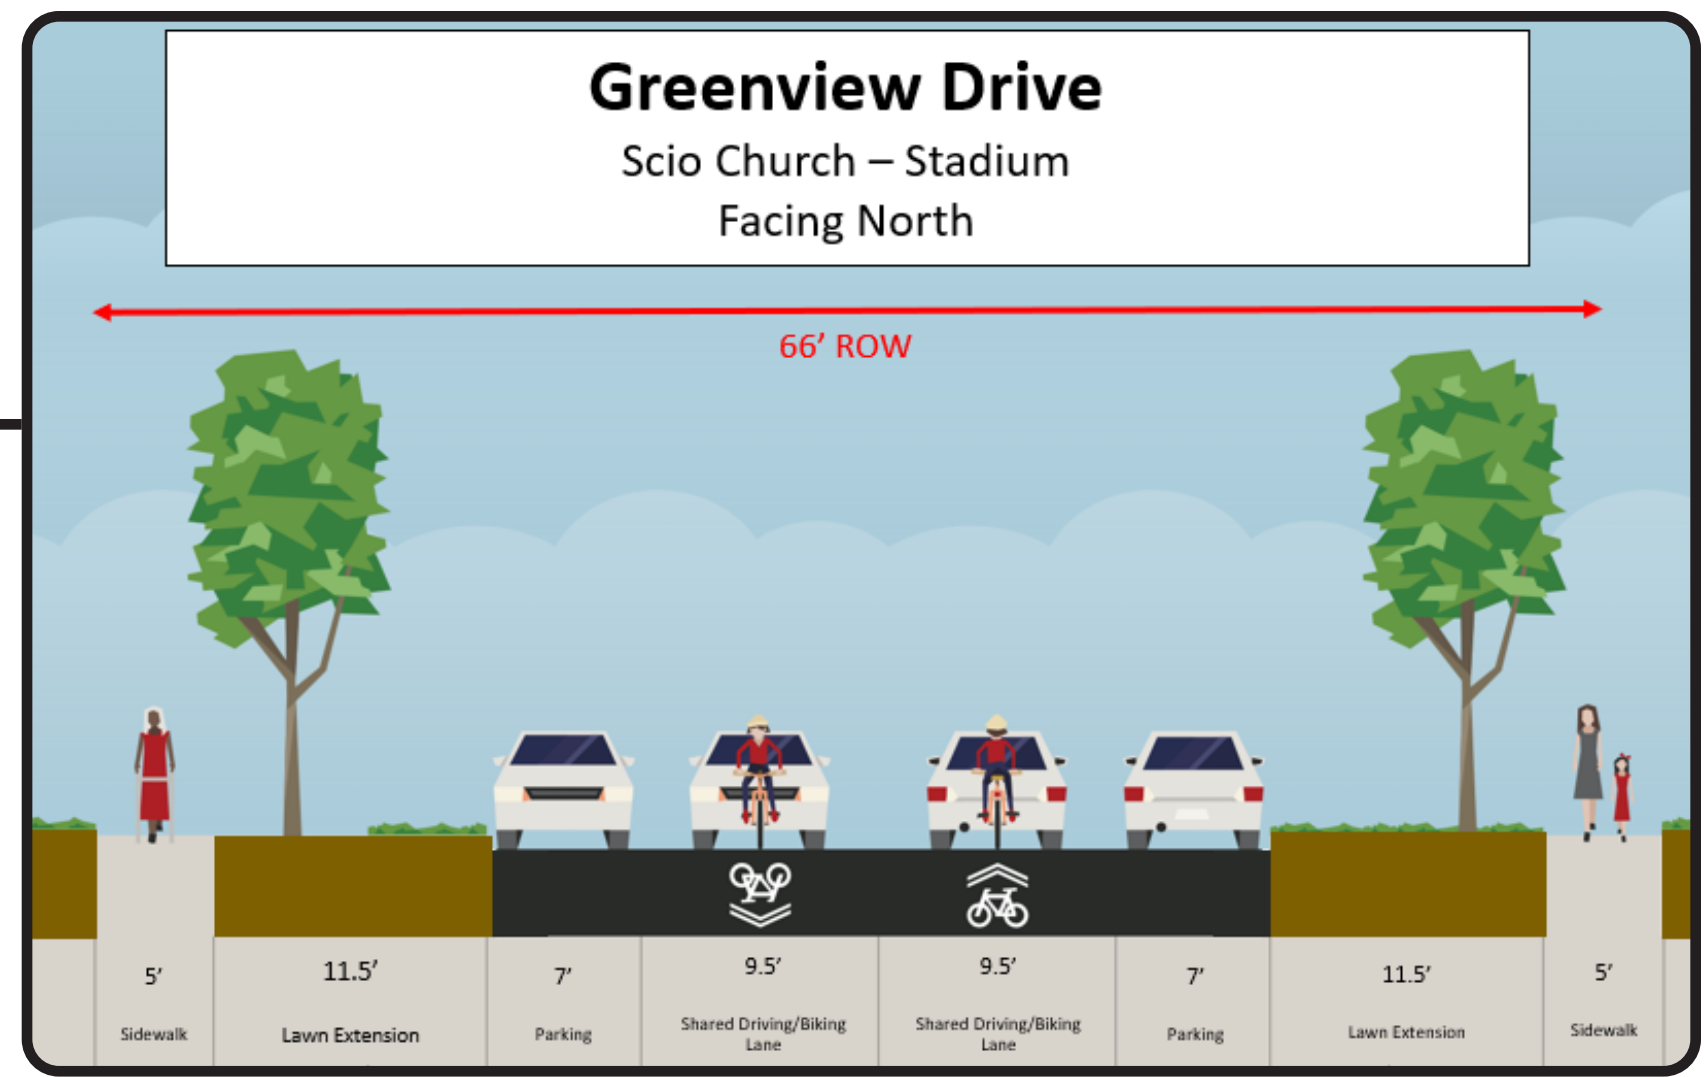 Greenview Drive
Scio Church – Stadium
Facing North
66’ ROW
5’
Sidewalk
11.5’
Lawn Extension
7’
Parking
9.5’
Shared Driving/Biking
Lane
9.5’
Shared Driving/Biking
Lane
7’
Parking
11.5’
Lawn Extension
5’
Sidewalk